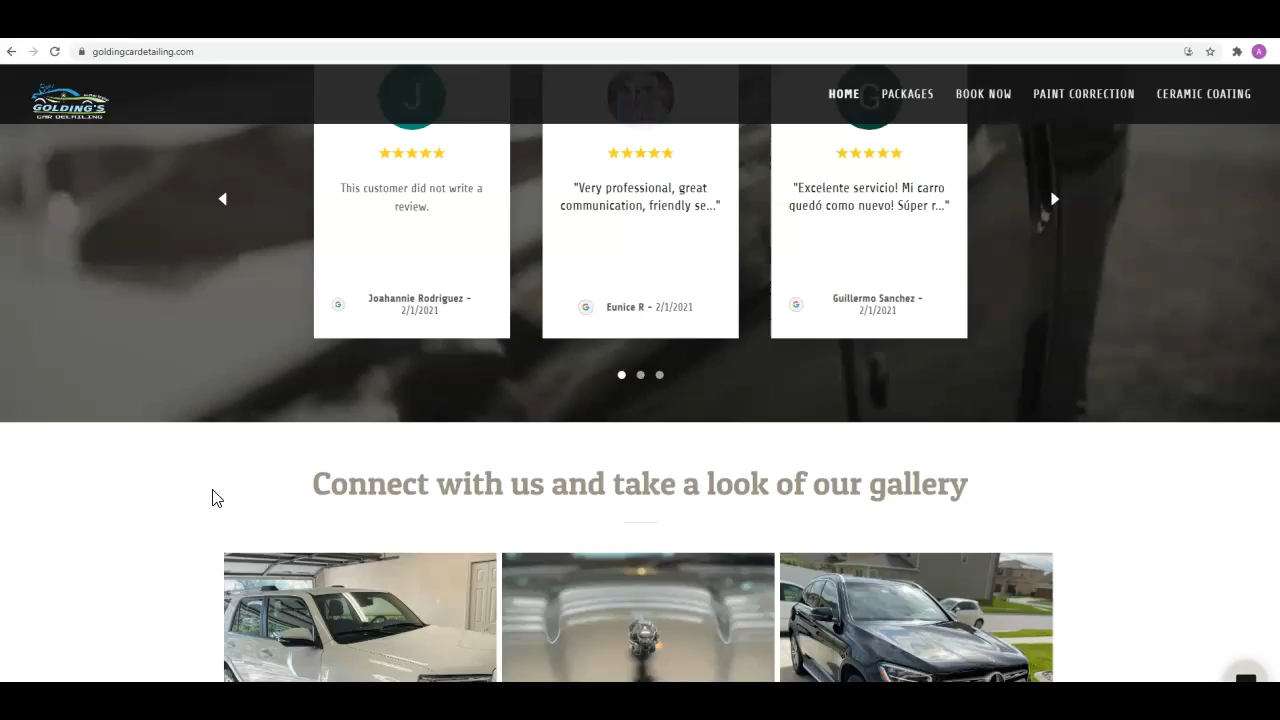 goldingcardetailing.com
A
GOLDING'S
CAR DETAILING
HOME
PACKAGES
BOOK NOW
PAINT CORRECTION
CERAMIC COATING
J
G
This customer did not write a
review.
Joahannie Rodriguez -
2/1/2021
"Very professional, great
communication, friendly se..."
Eunice R - 2/1/2021
"Excelente servicio! Mi carro
quedó como nuevo! Súper r..."
Guillermo Sanchez -
2/1/2021
Connect with us and take a look of our gallery